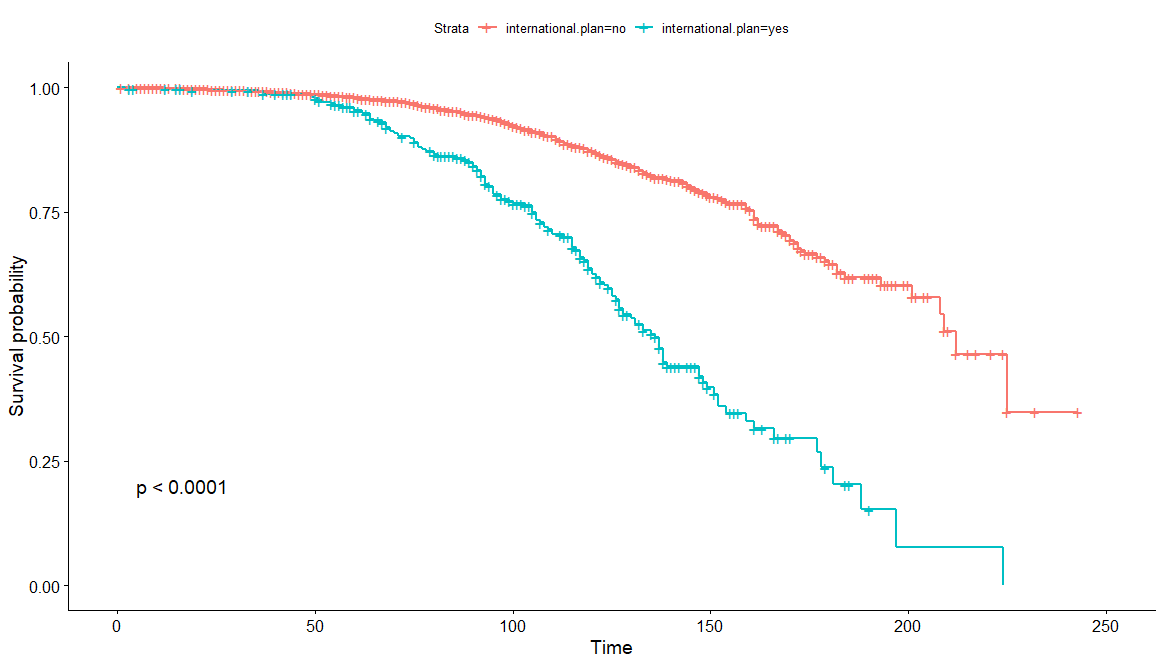 Strata international.plan=no international.plan=yes
1.00
0.75
0.50
0.25
0.00
Survival probability
p < 0.0001
0 50 100 150 200 250
Time